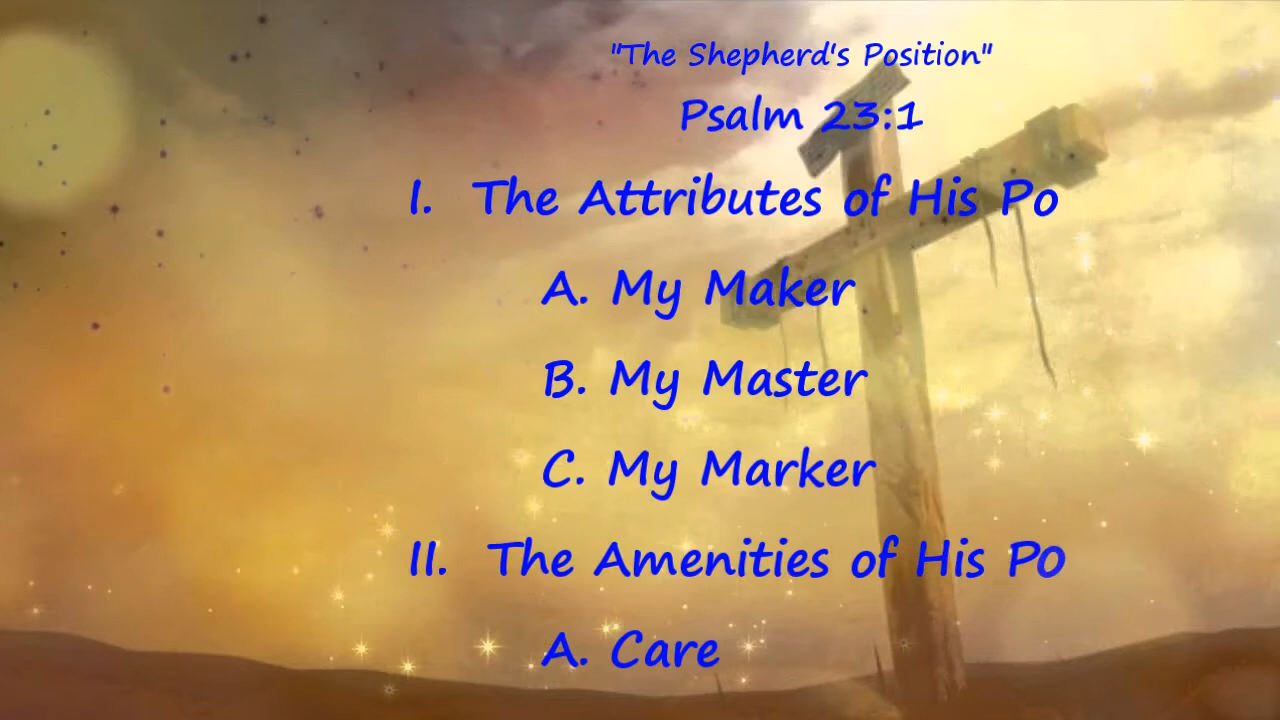 "The Shepherd's Position"
Psalm 23:1
I. The Attributes of His Po
A. My Maker
B. My Master
C. My Marker
II. The Amenities of His Po
A. Care